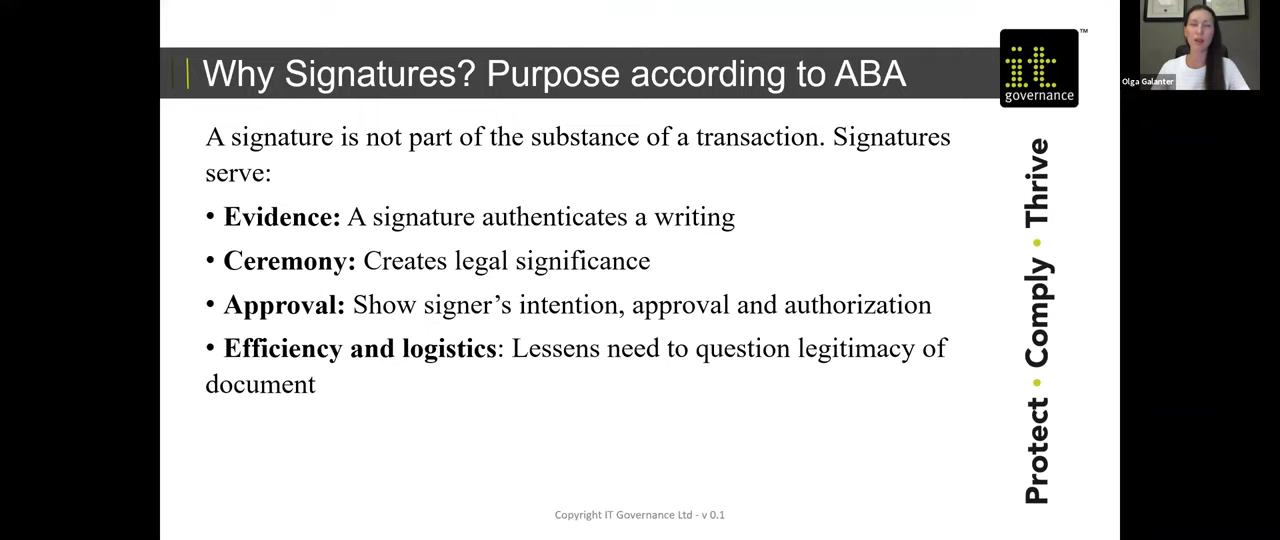 Why Signatures? Purpose according to ABA
it
governance
™
Olga Galanter
A signature is not part of the substance of a transaction. Signatures
serve:
• Evidence: A signature authenticates a writing
• Ceremony: Creates legal significance
• Approval: Show signer’s intention, approval and authorization
• Efficiency and logistics: Lessens need to question legitimacy of
document
Protect • Comply • Thrive
Copyright IT Governance Ltd - v 0.1